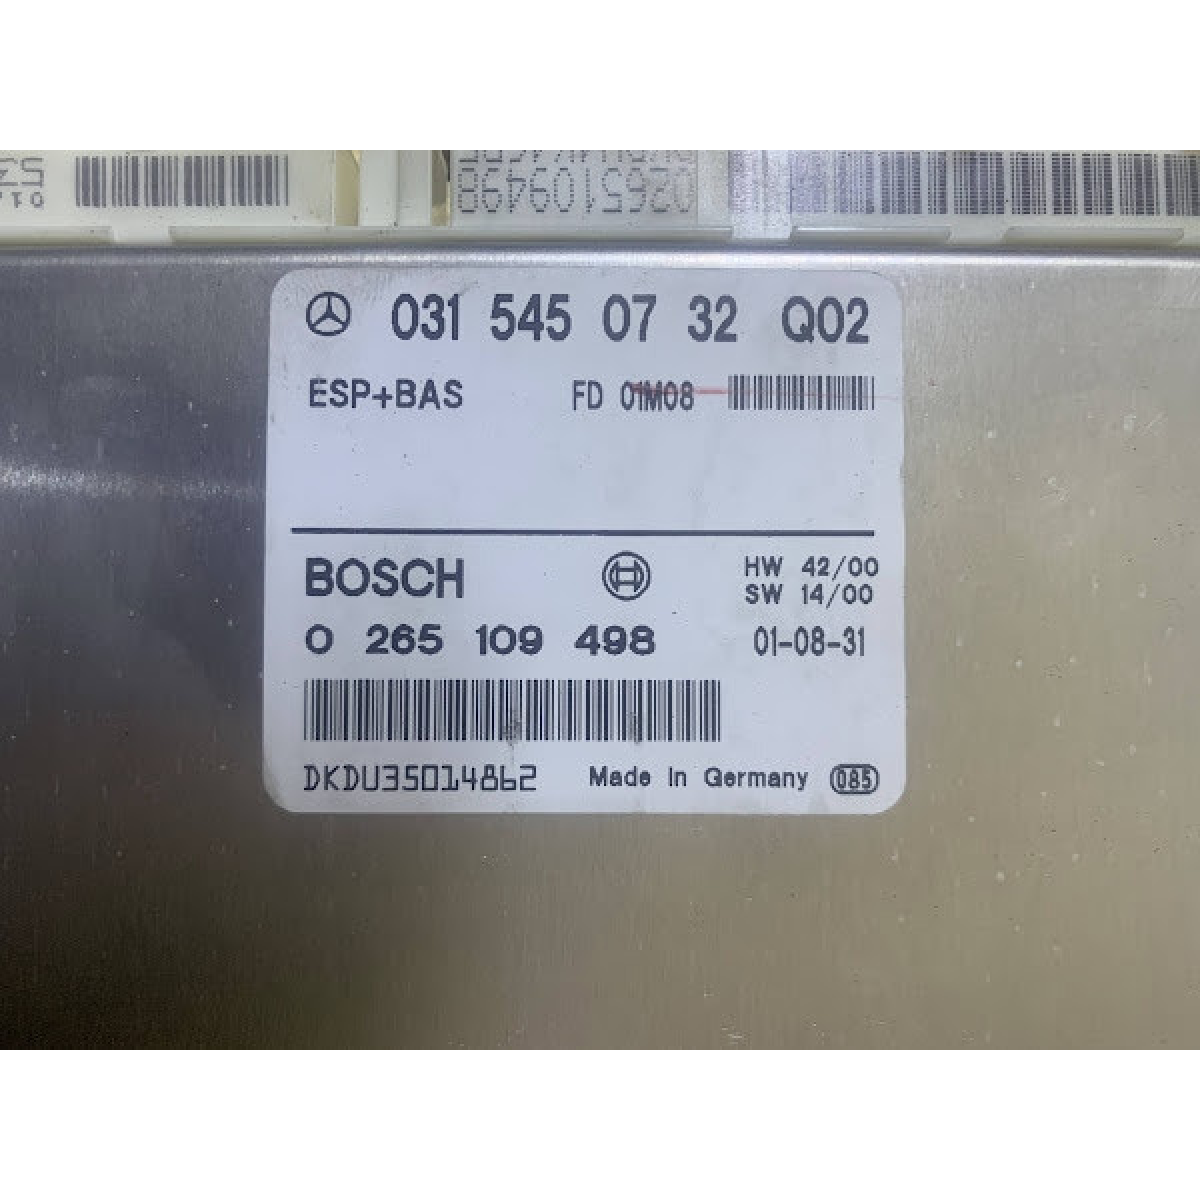 0265109498
031 545 07 32 Q02
ESP+BAS FD 01M08
BOSCH HW 42/00
SW 14/00
0 265 109 498 01-08-31
DKDU35014862 Made In Germany 085